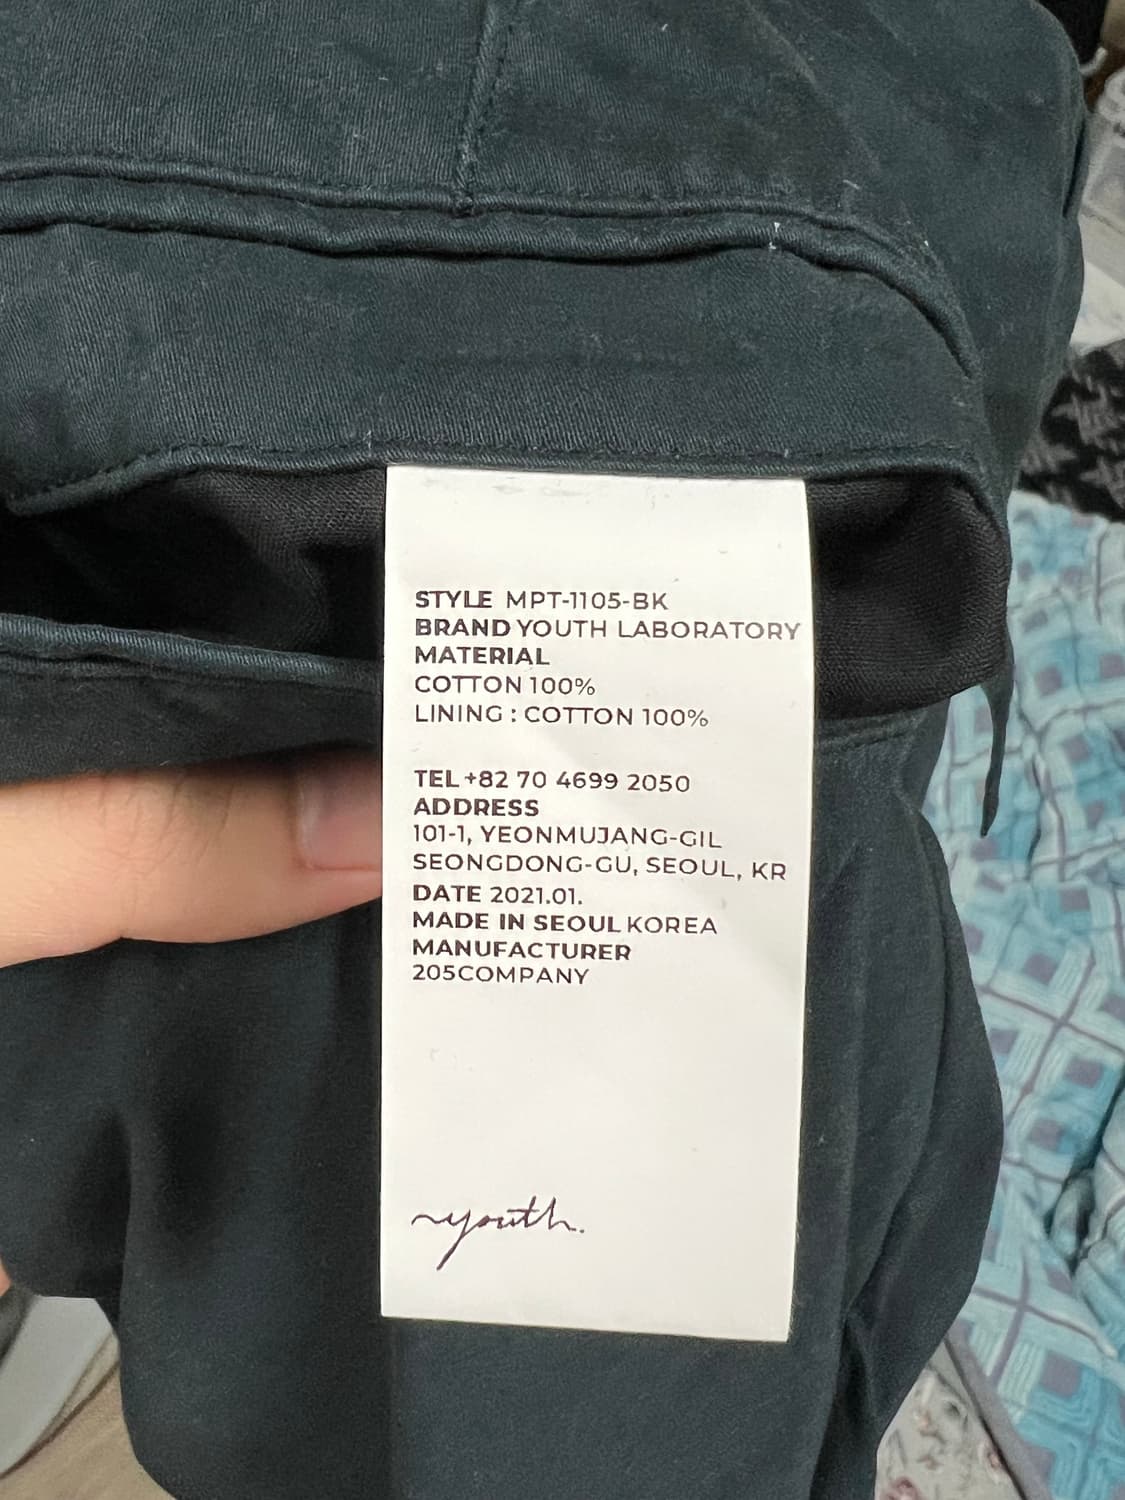 STYLE MPT-1105-BK
BRAND YOUTH LABORATORY
MATERIAL
COTTON 100%
LINING : COTTON 100%
TEL +82 70 4699 2050
ADDRESS
101-1, YEONMUJANG-GIL
SEONGDONG-GU, SEOUL, KR
DATE 2021.01.
MADE IN SEOUL KOREA
MANUFACTURER
205COMPANY
youth.